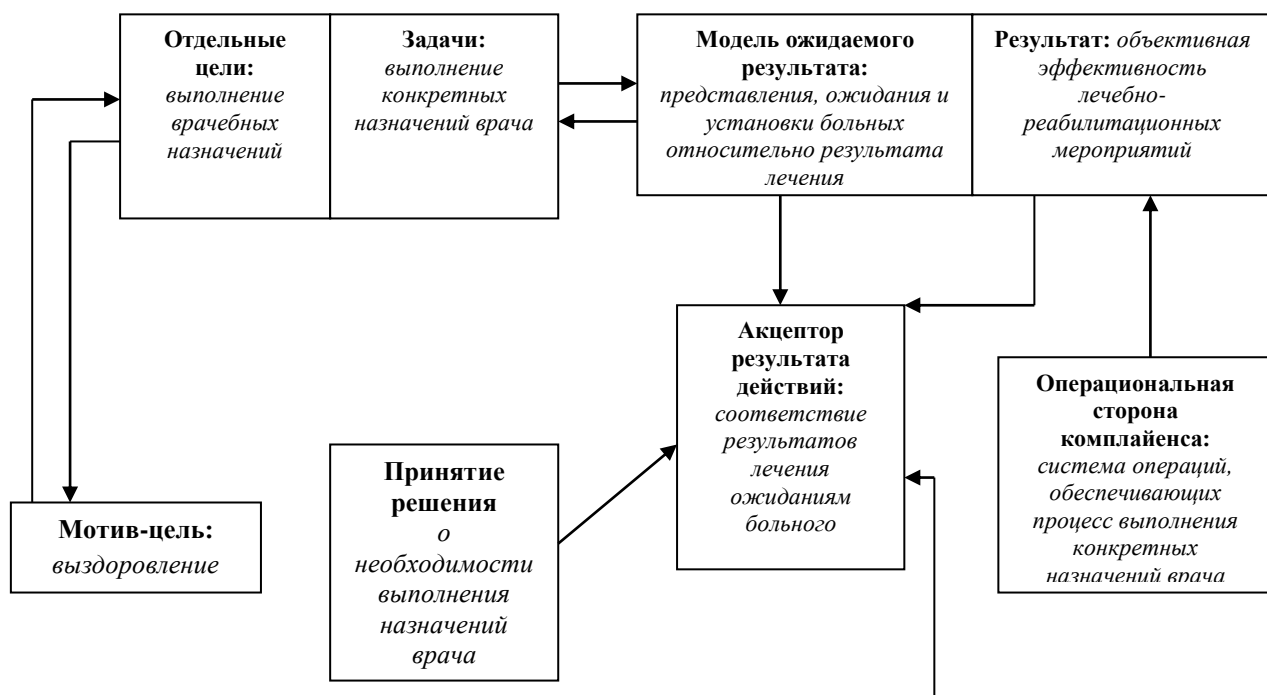 Отдельные
цели:
выполнение
врачебных
назначений
Задачи:
выполнение
конкретных
назначений врача
Модель ожидаемого
результата:
представления, ожидания и
установки больных
относительно результата
лечения
Результат: объективная
эффективность
лечебно-
реабилитационных
мероприятий
Акцептор
результата
действий:
соответствие
результатов
лечения
ожиданиям
больного
Операциональная
сторона
комплайенса:
система операций,
обеспечивающих
процесс выполнения
конкретных
назначений врача
Принятие
решения
о
необходимости
выполнения
назначений
врача
Мотив-цель:
выздоровление